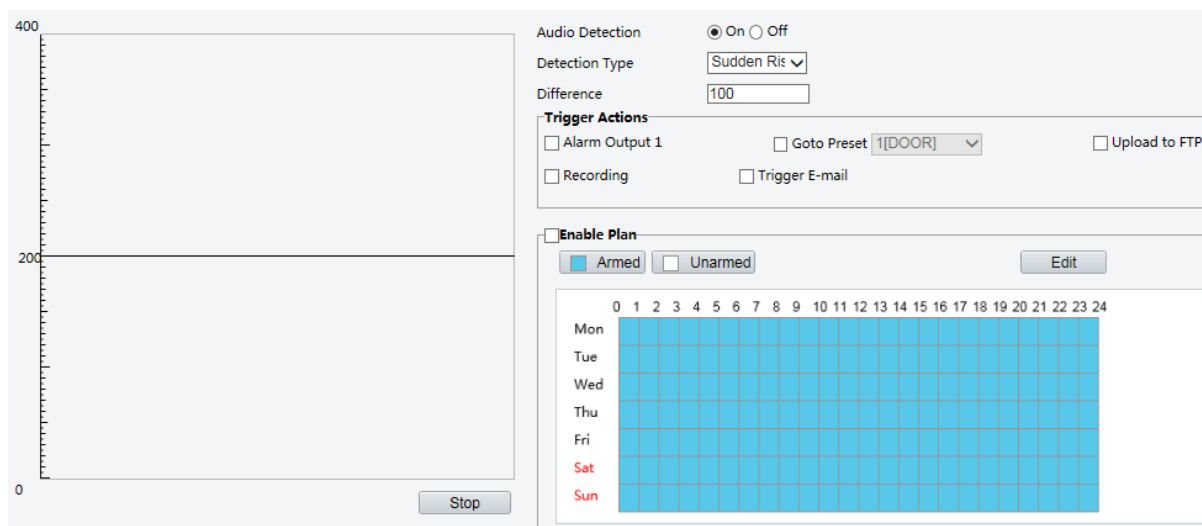 400
200
0
Stop
Audio Detection On Off
Detection Type Sudden Ris
Difference 100
Trigger Actions
Alarm Output 1 Goto Preset 1[DOOR] Upload to FTP
Recording Trigger E-mail
Enable Plan
Armed Unarmed Edit
0 1 2 3 4 5 6 7 8 9 10 11 12 13 14 15 16 17 18 19 20 21 22 23 24
Mon
Tue
Wed
Thu
Fri
Sat
Sun